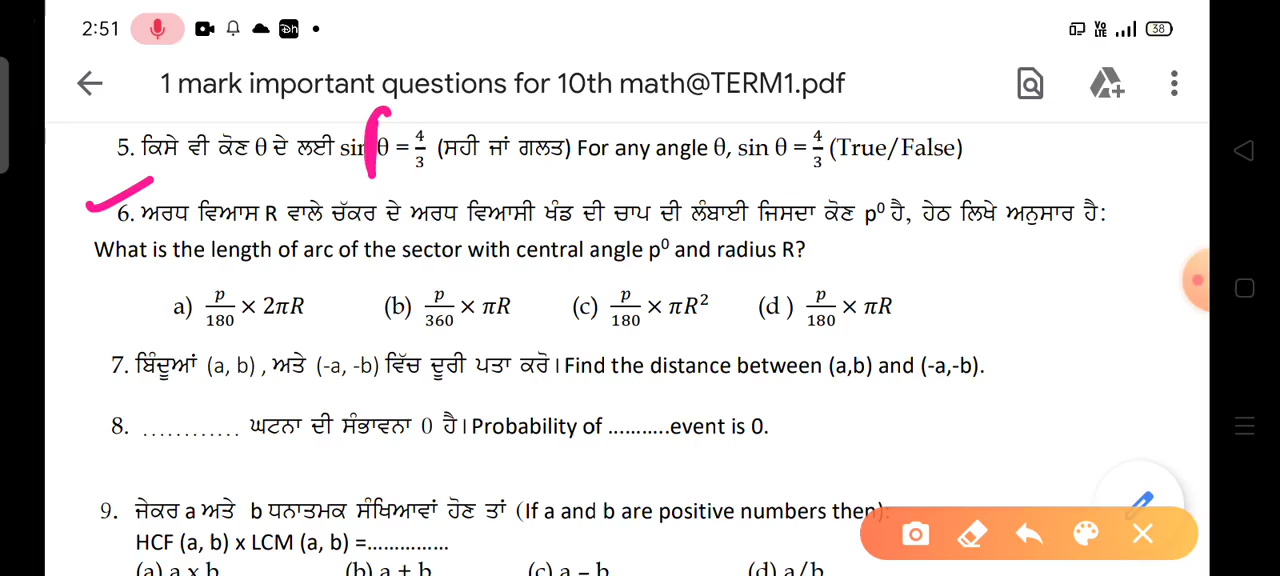 2:51
Dh
Vo
LTE
38
1 mark important questions for 10th math@TERM1.pdf
5. ਕਿਸੇ ਵੀ ਕੋਣ θ ਦੇ ਲਈ sin θ = 4/3 (ਸਹੀ ਜਾਂ ਗਲਤ) For any angle θ, sin θ = 4/3 (True/False)
6. ਅਰਧ ਵਿਆਸ R ਵਾਲੇ ਚੱਕਰ ਦੇ ਅਰਧ ਵਿਆਸੀ ਖੰਡ ਦੀ ਚਾਪ ਦੀ ਲੰਬਾਈ ਜਿਸਦਾ ਕੋਣ p⁰ ਹੈ, ਹੇਠ ਲਿਖੇ ਅਨੁਸਾਰ ਹੈ:
What is the length of arc of the sector with central angle p⁰ and radius R?
a) p/180 × 2πR (b) p/360 × πR (c) p/180 × πR² (d ) p/180 × πR
7. ਬਿੰਦੂਆਂ (a, b) , ਅਤੇ (-a, -b) ਵਿੱਚ ਦੂਰੀ ਪਤਾ ਕਰੋ। Find the distance between (a,b) and (-a,-b).
8. ............ ਘਟਨਾ ਦੀ ਸੰਭਾਵਨਾ 0 ਹੈ। Probability of ...........event is 0.
9. ਜੇਕਰ a ਅਤੇ b ਧਨਾਤਮਕ ਸੰਖਿਆਵਾਂ ਹੋਣ ਤਾਂ (If a and b are positive numbers then):
HCF (a, b) x LCM (a, b) =..............
(a) a x b (b) a + b (c) a – b (d) a/b